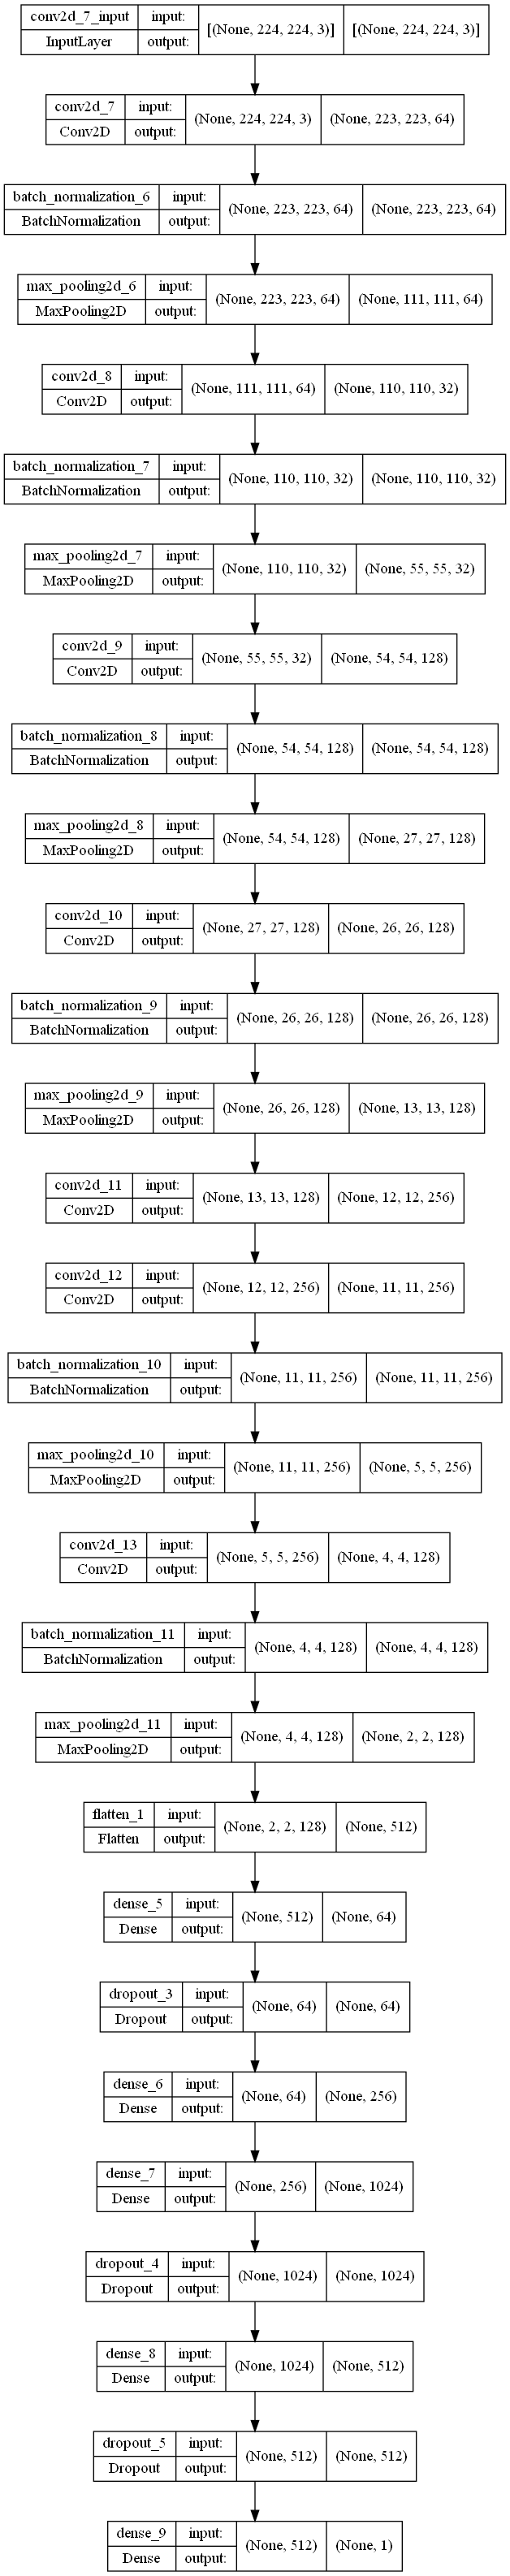 conv2d_7_input input: [(None, 224, 224, 3)] [(None, 224, 224, 3)]
InputLayer output:
conv2d_7 input: (None, 224, 224, 3) (None, 223, 223, 64)
Conv2D output:
batch_normalization_6 input: (None, 223, 223, 64) (None, 223, 223, 64)
BatchNormalization output:
max_pooling2d_6 input: (None, 223, 223, 64) (None, 111, 111, 64)
MaxPooling2D output:
conv2d_8 input: (None, 111, 111, 64) (None, 110, 110, 32)
Conv2D output:
batch_normalization_7 input: (None, 110, 110, 32) (None, 110, 110, 32)
BatchNormalization output:
max_pooling2d_7 input: (None, 110, 110, 32) (None, 55, 55, 32)
MaxPooling2D output:
conv2d_9 input: (None, 55, 55, 32) (None, 54, 54, 128)
Conv2D output:
batch_normalization_8 input: (None, 54, 54, 128) (None, 54, 54, 128)
BatchNormalization output:
max_pooling2d_8 input: (None, 54, 54, 128) (None, 27, 27, 128)
MaxPooling2D output:
conv2d_10 input: (None, 27, 27, 128) (None, 26, 26, 128)
Conv2D output:
batch_normalization_9 input: (None, 26, 26, 128) (None, 26, 26, 128)
BatchNormalization output:
max_pooling2d_9 input: (None, 26, 26, 128) (None, 13, 13, 128)
MaxPooling2D output:
conv2d_11 input: (None, 13, 13, 128) (None, 12, 12, 256)
Conv2D output:
conv2d_12 input: (None, 12, 12, 256) (None, 11, 11, 256)
Conv2D output:
batch_normalization_10 input: (None, 11, 11, 256) (None, 11, 11, 256)
BatchNormalization output:
max_pooling2d_10 input: (None, 11, 11, 256) (None, 5, 5, 256)
MaxPooling2D output:
conv2d_13 input: (None, 5, 5, 256) (None, 4, 4, 128)
Conv2D output:
batch_normalization_11 input: (None, 4, 4, 128) (None, 4, 4, 128)
BatchNormalization output:
max_pooling2d_11 input: (None, 4, 4, 128) (None, 2, 2, 128)
MaxPooling2D output:
flatten_1 input: (None, 2, 2, 128) (None, 512)
Flatten output:
dense_5 input: (None, 512) (None, 64)
Dense output:
dropout_3 input: (None, 64) (None, 64)
Dropout output:
dense_6 input: (None, 64) (None, 256)
Dense output:
dense_7 input: (None, 256) (None, 1024)
Dense output:
dropout_4 input: (None, 1024) (None, 1024)
Dropout output:
dense_8 input: (None, 1024) (None, 512)
Dense output:
dropout_5 input: (None, 512) (None, 512)
Dropout output:
dense_9 input: (None, 512) (None, 1)
Dense output: